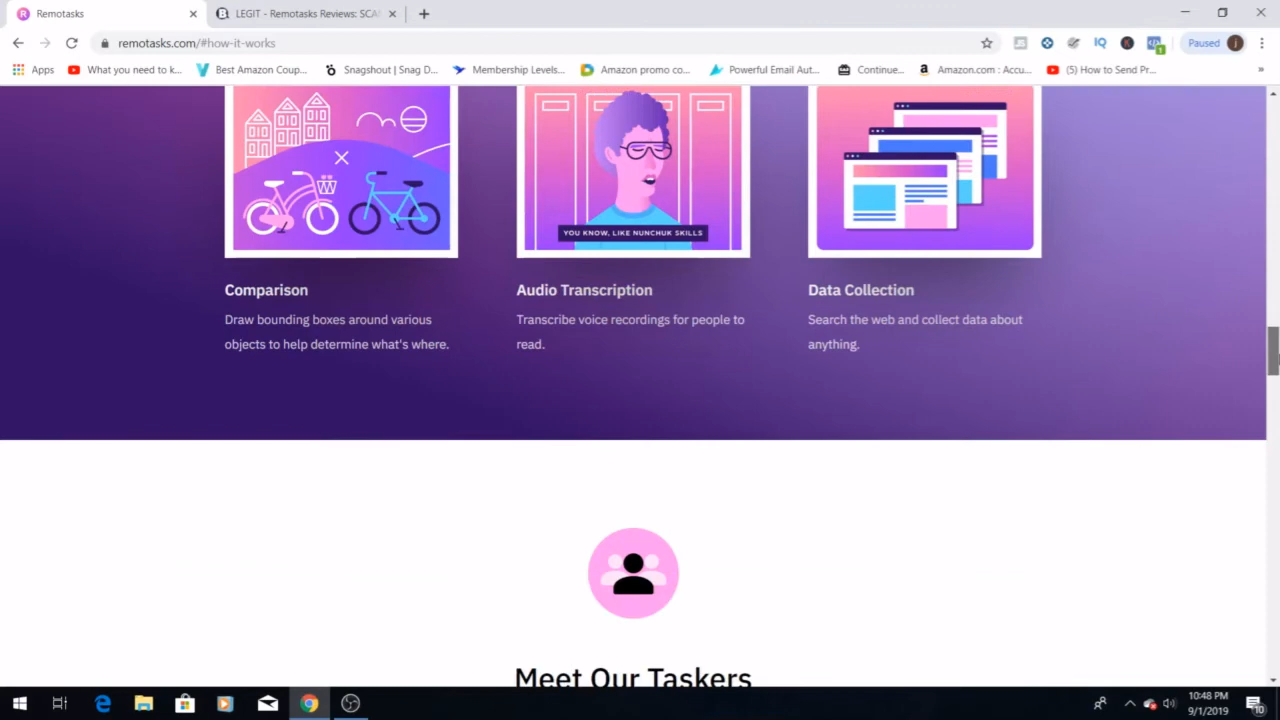 Remotasks
LEGIT - Remotasks Reviews: SCA
remotasks.com/#how-it-works
Paused
i
Apps
What you need to k...
Best Amazon Coup...
Snagshout | Snag D...
Membership Levels...
Amazon promo co...
Powerful Email Aut...
Continue...
Amazon.com : Accu...
(5) How to Send Pr...
YOU KNOW, LIKE NUNCHUK SKILLS
Comparison
Draw bounding boxes around various
objects to help determine what's where.
Audio Transcription
Transcribe voice recordings for people to
read.
Data Collection
Search the web and collect data about
anything.
Meet Our Taskers
10:48 PM
9/1/2019
10